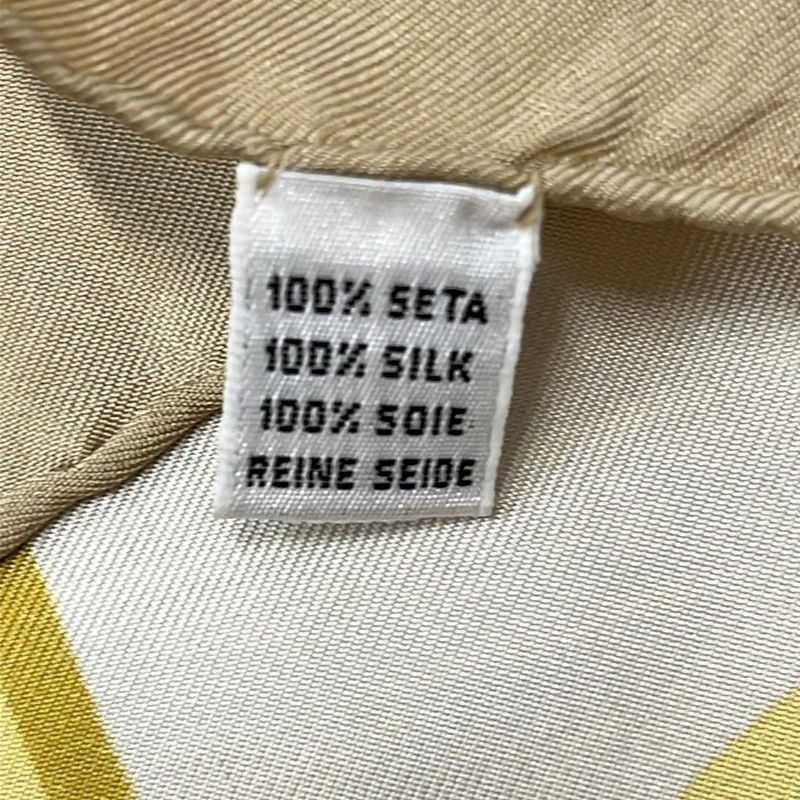 100% SETA
100% SILK
100% SOIE
REINE SEIDE